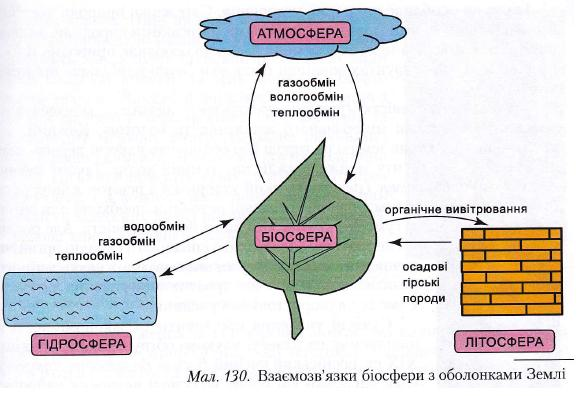 АТМОСФЕРА
газообмін
вологообмін
теплообмін
органічне вивітрювання
водообмін
газообмін
теплообмін
БІОСФЕРА
осадові
гірські
породи
ГІДРОСФЕРА
ЛІТОСФЕРА
Мал. 130. Взаємозв'язки біосфери з оболонками Землі